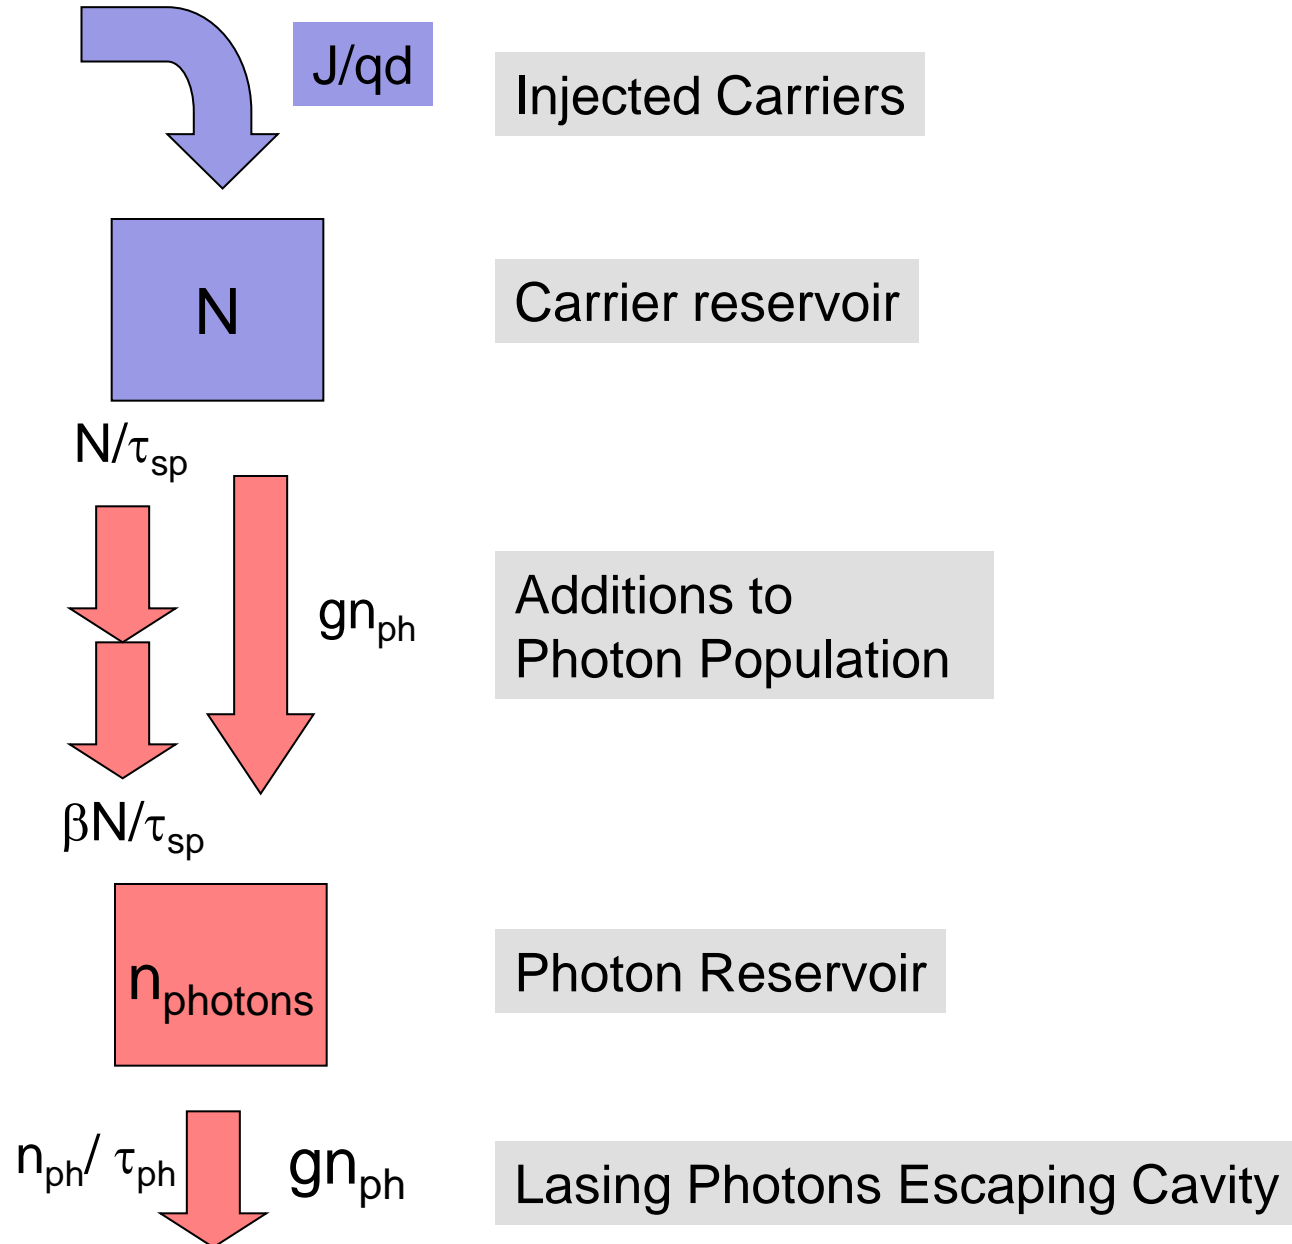 J/qd
Injected Carriers
N
Carrier reservoir
N/τsp
gnph
Additions to
Photon Population
βN/τsp
nphotons
Photon Reservoir
nph/ τph
gnph
Lasing Photons Escaping Cavity